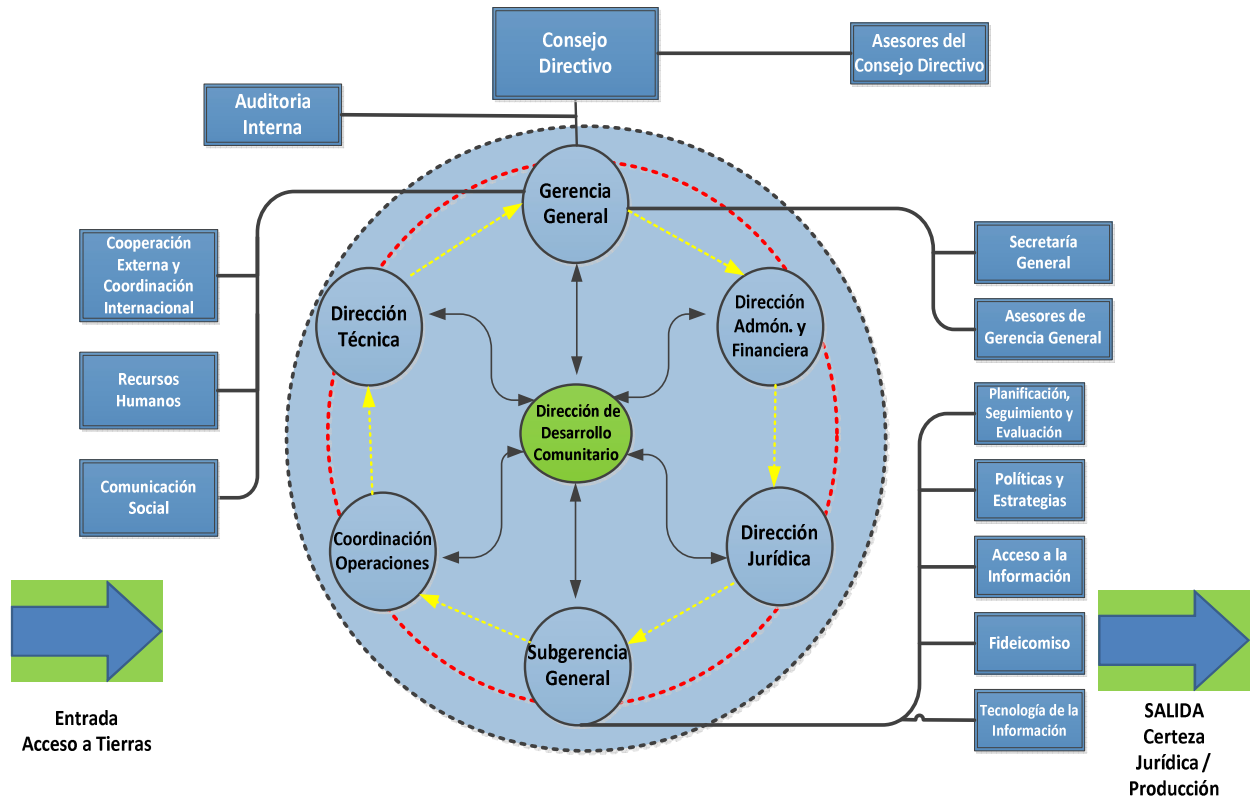 Consejo
Directivo
Asesores del
Consejo Directivo
Auditoria
Interna
Gerencia
General
Cooperación
Externa y
Coordinación
Internacional
Recursos
Humanos
Comunicación
Social
Secretaría
General
Asesores de
Gerencia General
Dirección
Técnica
Dirección
Admón. y
Financiera
Dirección de
Desarrollo
Comunitario
Coordinación
Operaciones
Dirección
Jurídica
Subgerencia
General
Planificación,
Seguimiento y
Evaluación
Políticas y
Estrategias
Acceso a la
Información
Fideicomiso
Tecnología de la
Información
Entrada
Acceso a Tierras
SALIDA
Certeza
Jurídica /
Producción